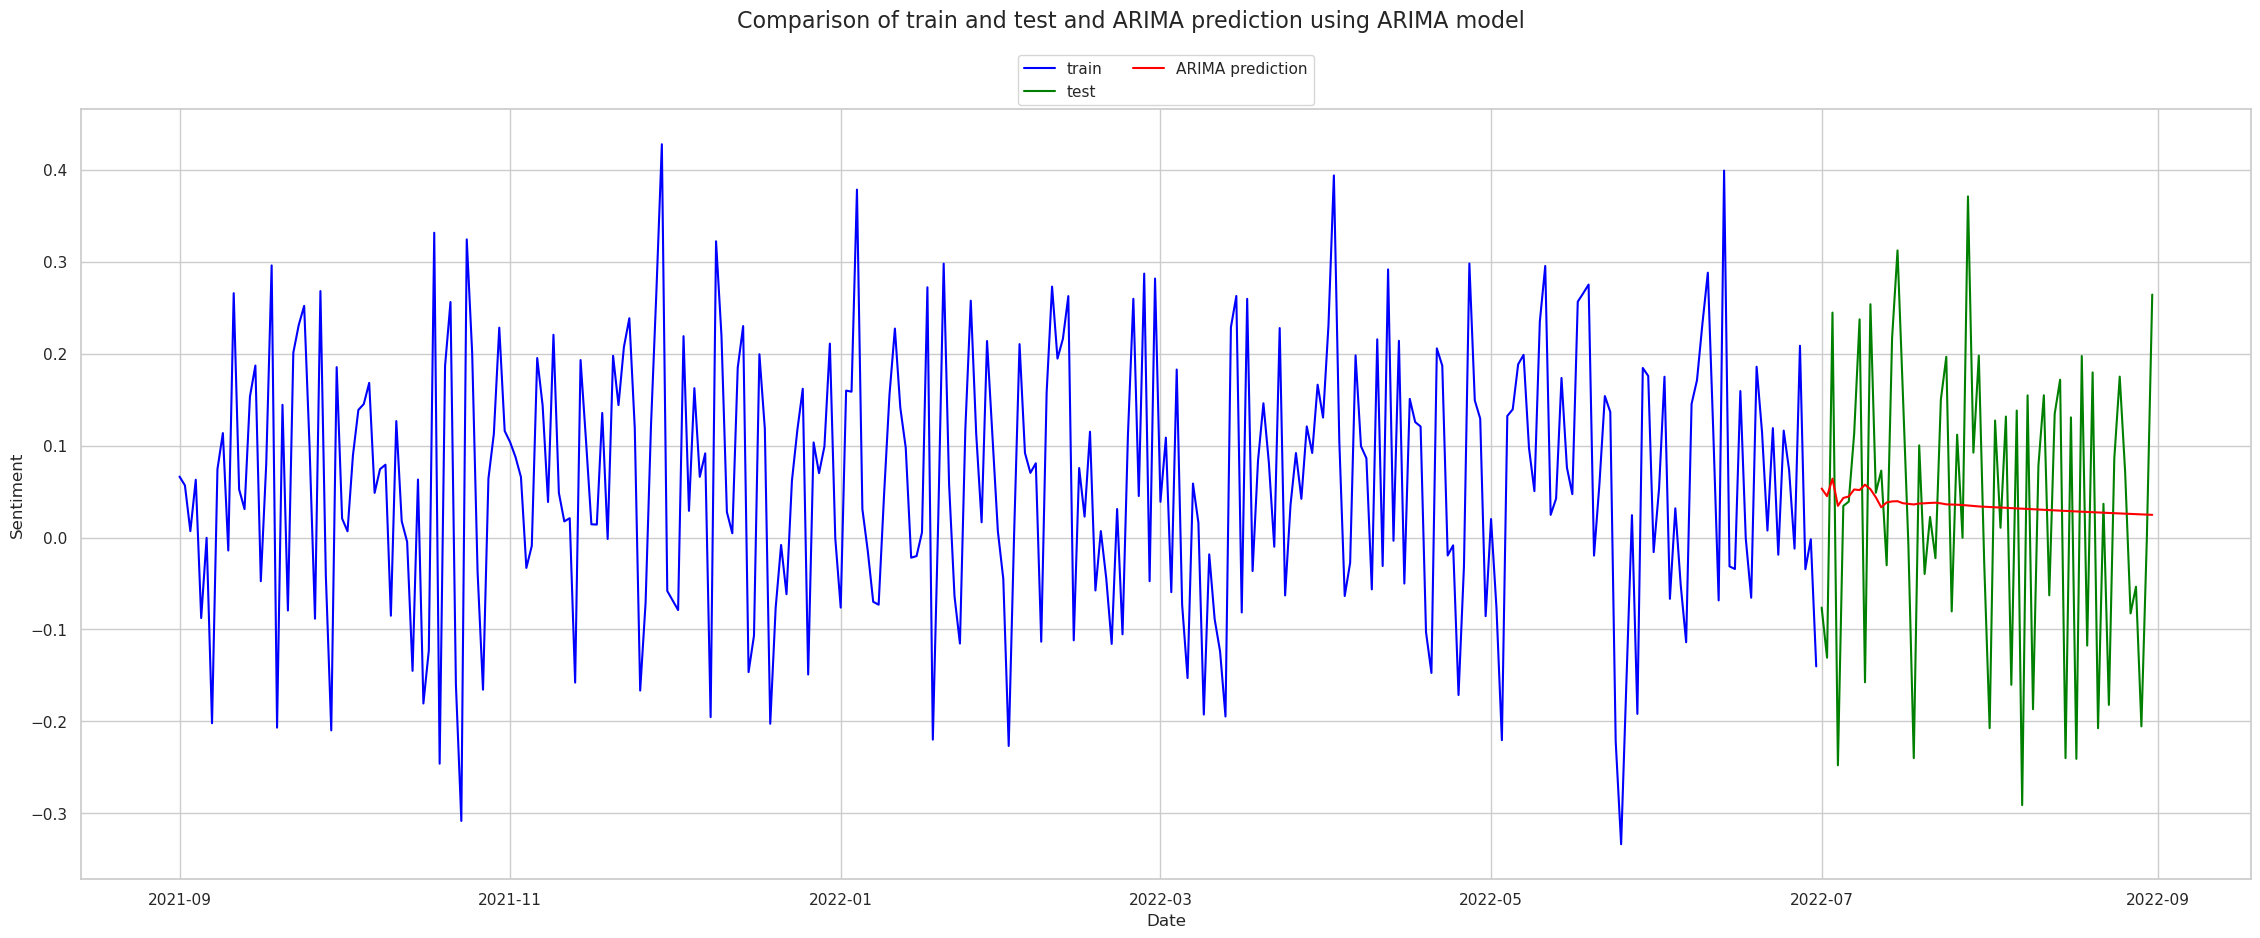 Comparison of train and test and ARIMA prediction using ARIMA model
train
ARIMA prediction
test
Sentiment
0.4
0.3
0.2
0.1
0.0
−0.1
−0.2
−0.3
2021-09
2021-11
2022-01
2022-03
2022-05
2022-07
2022-09
Date